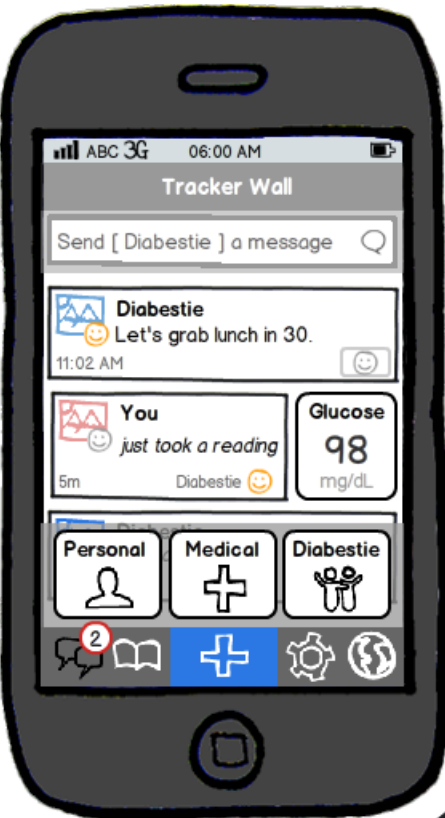 ABC 3G 06:00 AM
Tracker Wall
Send [ Diabestie ] a message
Diabestie
Let's grab lunch in 30.
11:02 AM
You
just took a reading
5m Diabestie
Glucose
98
mg/dL
Diabestie
Personal
Medical
Diabestie
2